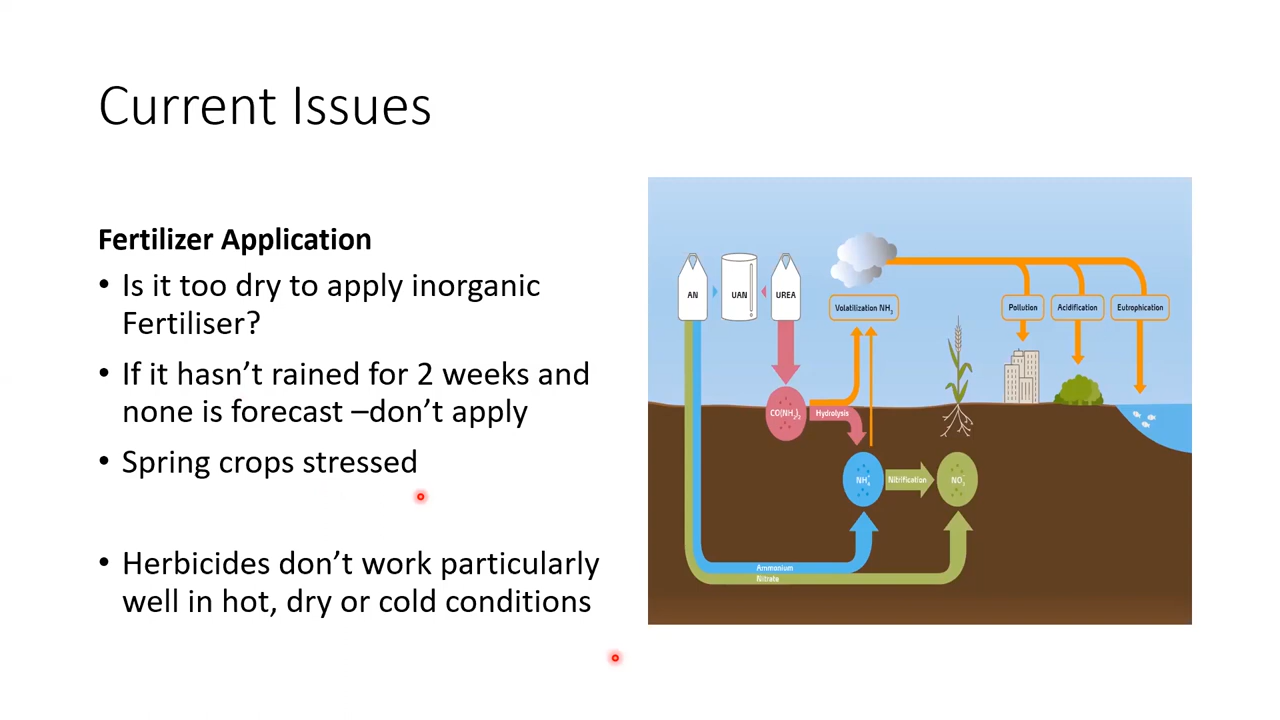 Current Issues
Fertilizer Application
• Is it too dry to apply inorganic
Fertiliser?
• If it hasn’t rained for 2 weeks and
none is forecast –don’t apply
• Spring crops stressed
• Herbicides don’t work particularly
well in hot, dry or cold conditions
AN
UAN
UREA
Volatilization NH3
Pollution
Acidification
Eutrophication
CO(NH2)2
Hydrolysis
NH4+
Nitrification
NO3-
Ammonium
Nitrate